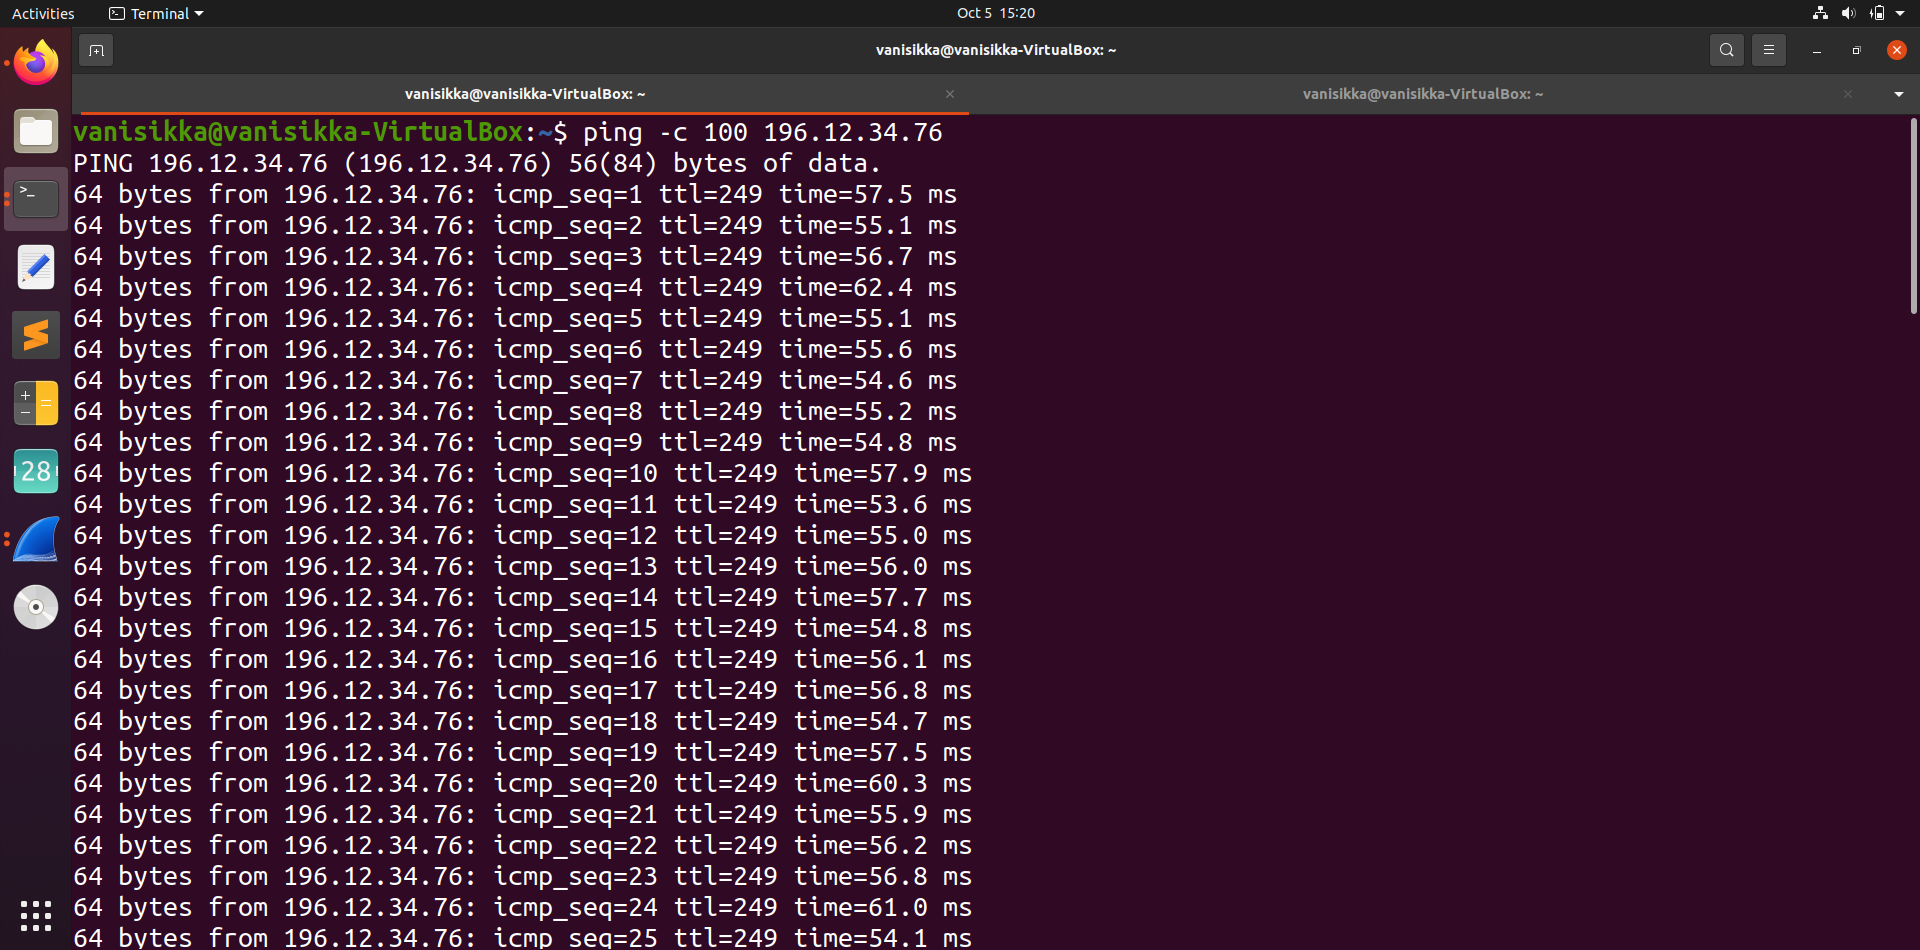 Activities Terminal Oct 5 15:20
vanisikka@vanisikka-VirtualBox: ~
vanisikka@vanisikka-VirtualBox: ~ vanisikka@vanisikka-VirtualBox: ~
vanisikka@vanisikka-VirtualBox:~$ ping -c 100 196.12.34.76
PING 196.12.34.76 (196.12.34.76) 56(84) bytes of data.
64 bytes from 196.12.34.76: icmp_seq=1 ttl=249 time=57.5 ms
64 bytes from 196.12.34.76: icmp_seq=2 ttl=249 time=55.1 ms
64 bytes from 196.12.34.76: icmp_seq=3 ttl=249 time=56.7 ms
64 bytes from 196.12.34.76: icmp_seq=4 ttl=249 time=62.4 ms
64 bytes from 196.12.34.76: icmp_seq=5 ttl=249 time=55.1 ms
64 bytes from 196.12.34.76: icmp_seq=6 ttl=249 time=55.6 ms
64 bytes from 196.12.34.76: icmp_seq=7 ttl=249 time=54.6 ms
64 bytes from 196.12.34.76: icmp_seq=8 ttl=249 time=55.2 ms
64 bytes from 196.12.34.76: icmp_seq=9 ttl=249 time=54.8 ms
64 bytes from 196.12.34.76: icmp_seq=10 ttl=249 time=57.9 ms
64 bytes from 196.12.34.76: icmp_seq=11 ttl=249 time=53.6 ms
64 bytes from 196.12.34.76: icmp_seq=12 ttl=249 time=55.0 ms
64 bytes from 196.12.34.76: icmp_seq=13 ttl=249 time=56.0 ms
64 bytes from 196.12.34.76: icmp_seq=14 ttl=249 time=57.7 ms
64 bytes from 196.12.34.76: icmp_seq=15 ttl=249 time=54.8 ms
64 bytes from 196.12.34.76: icmp_seq=16 ttl=249 time=56.1 ms
64 bytes from 196.12.34.76: icmp_seq=17 ttl=249 time=56.8 ms
64 bytes from 196.12.34.76: icmp_seq=18 ttl=249 time=54.7 ms
64 bytes from 196.12.34.76: icmp_seq=19 ttl=249 time=57.5 ms
64 bytes from 196.12.34.76: icmp_seq=20 ttl=249 time=60.3 ms
64 bytes from 196.12.34.76: icmp_seq=21 ttl=249 time=55.9 ms
64 bytes from 196.12.34.76: icmp_seq=22 ttl=249 time=56.2 ms
64 bytes from 196.12.34.76: icmp_seq=23 ttl=249 time=56.8 ms
64 bytes from 196.12.34.76: icmp_seq=24 ttl=249 time=61.0 ms
64 bytes from 196.12.34.76: icmp_seq=25 ttl=249 time=54.1 ms
28